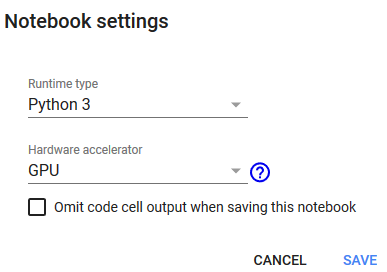 Notebook settings
Runtime type
Python 3
Hardware accelerator
GPU
?
Omit code cell output when saving this notebook
CANCEL SAVE